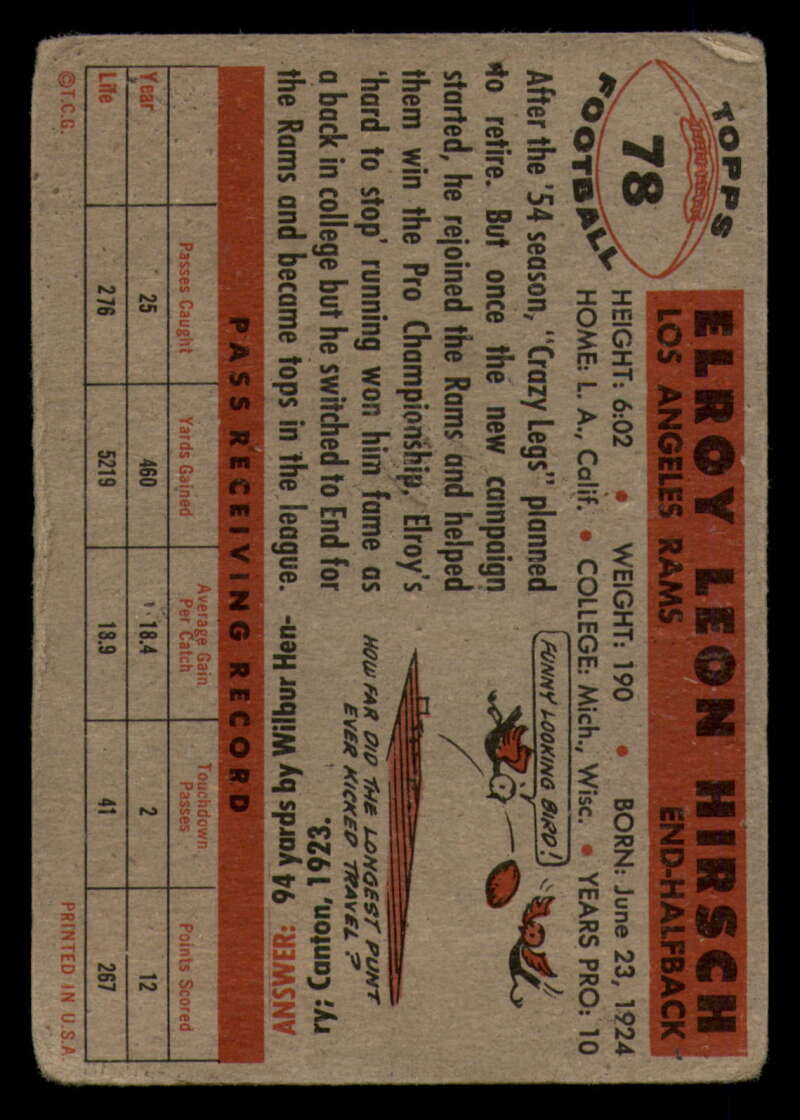 TOPPS
78
FOOTBALL
ELROY LEON HIRSCH
LOS ANGELES RAMS END-HALFBACK
HEIGHT: 6:02 • WEIGHT: 190 • BORN: June 23, 1924
HOME: L. A., Calif. • COLLEGE: Mich., Wisc. • YEARS PRO: 10
After the '54 season, "Crazy Legs" planned
to retire. But once the new campaign
started, he rejoined the Rams and helped
them win the Pro Championship. Elroy's
'hard to stop' running won him fame as
a back in college but he switched to End for
the Rams and became tops in the league.
FUNNY LOOKING BIRD!
HOW FAR DID THE LONGEST PUNT
EVER KICKED TRAVEL?
ANSWER: 94 yards by Wilbur Hen-
ry; Canton, 1923.
PASS RECEIVING RECORD
Passes Caught Yards Gained Average Gain Per Catch Touchdown Passes Points Scored
Year 25 460 18.4 2 12
Life 276 5219 18.9 41 267
©T.C.G. PRINTED IN U.S.A.